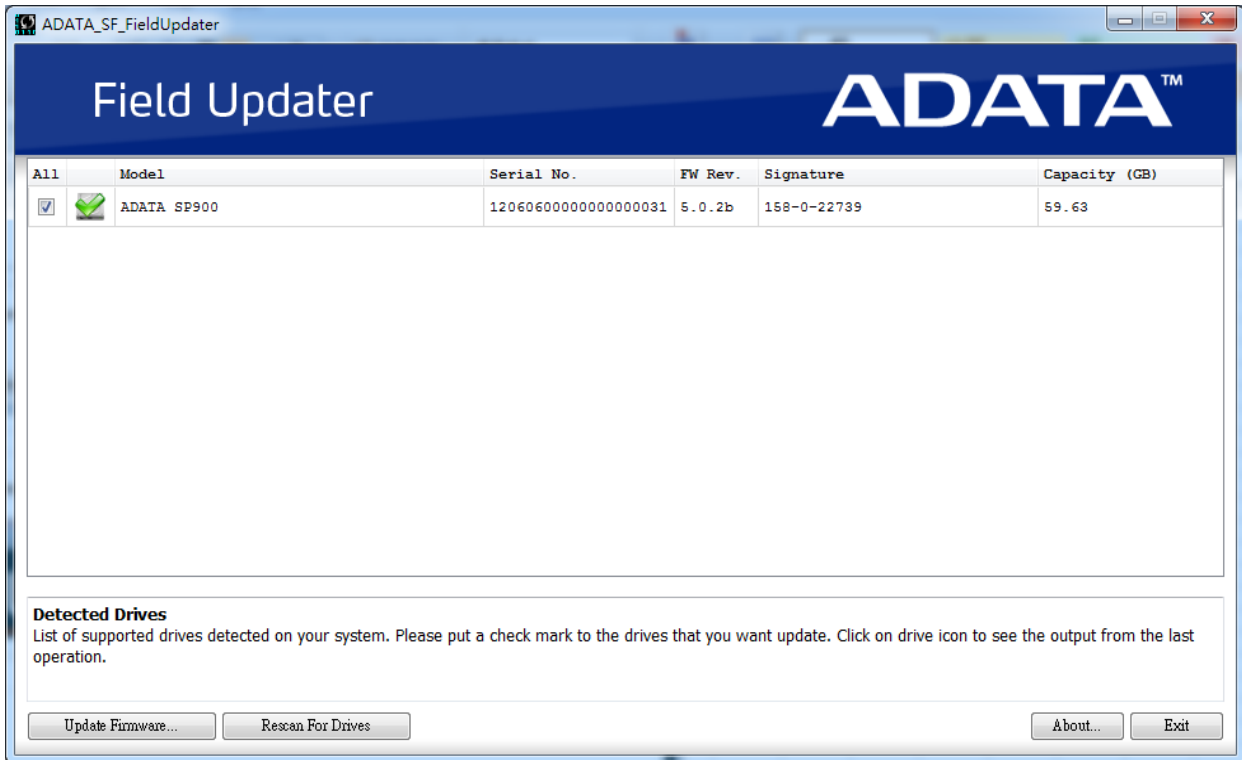 ADATA_SF_FieldUpdater
Field Updater
ADATA™
All Model Serial No. FW Rev. Signature Capacity (GB)
ADATA SP900 12060600000000000031 5.0.2b 158-0-22739 59.63
Detected Drives
List of supported drives detected on your system. Please put a check mark to the drives that you want update. Click on drive icon to see the output from the last
operation.
Update Firmware... Rescan For Drives About... Exit